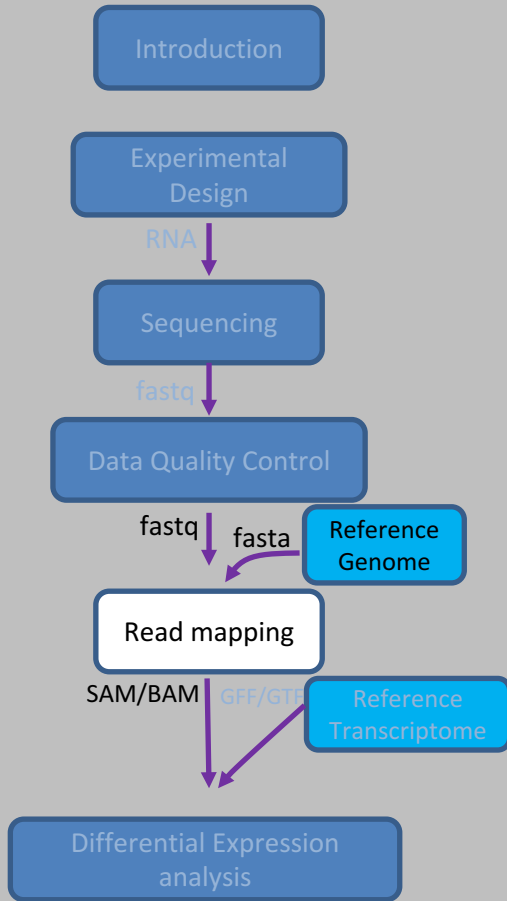 Introduction
Experimental
Design
RNA
Sequencing
fastq
Data Quality Control
fastq
fasta
Reference
Genome
Read mapping
SAM/BAM
GFF/GTF
Reference
Transcriptome
Differential Expression
analysis